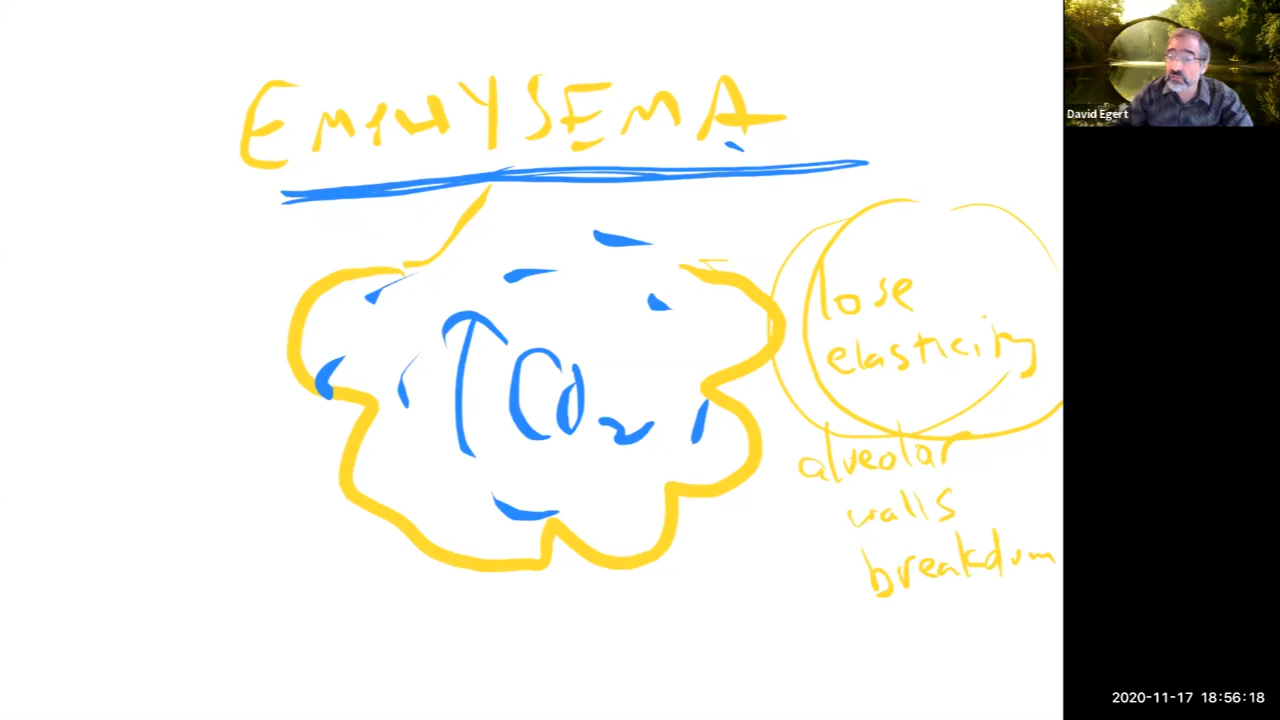 EMPHYSEMA
David Egert
lose
elasticity
↑CO2
alveolar
walls
breakdown
2020-11-17 18:56:18